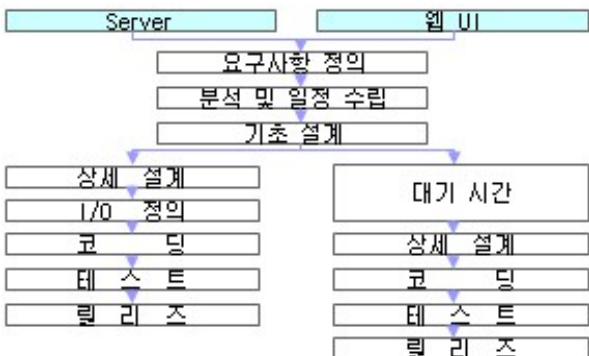 Server
웹 UI
요구사항 정의
분석 및 일정 수립
기초 설계
상세 설계
I/O 정의
코 딩
테 스 트
릴 리 즈
대기 시간
상세 설계
코 딩
테 스 트
릴 리 즈